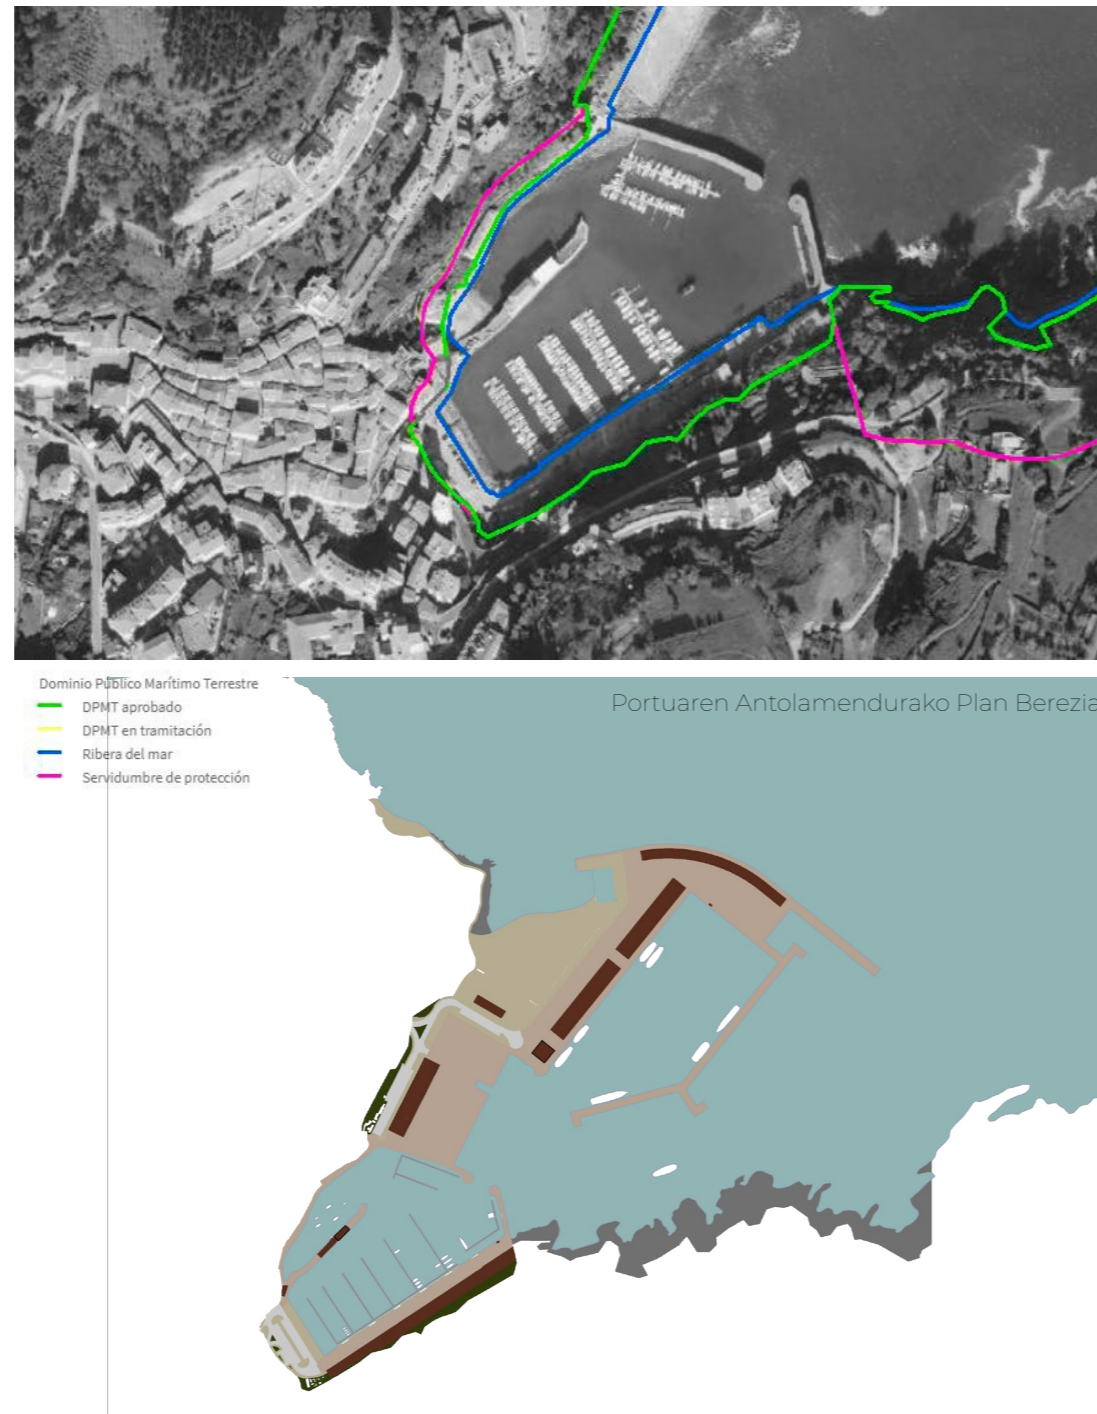 Dominio Público Marítimo Terrestre
DPMT aprobado
DPMT en tramitación
Ribera del mar
Servidumbre de protección
Portuaren Antolamendurako Plan Berezia